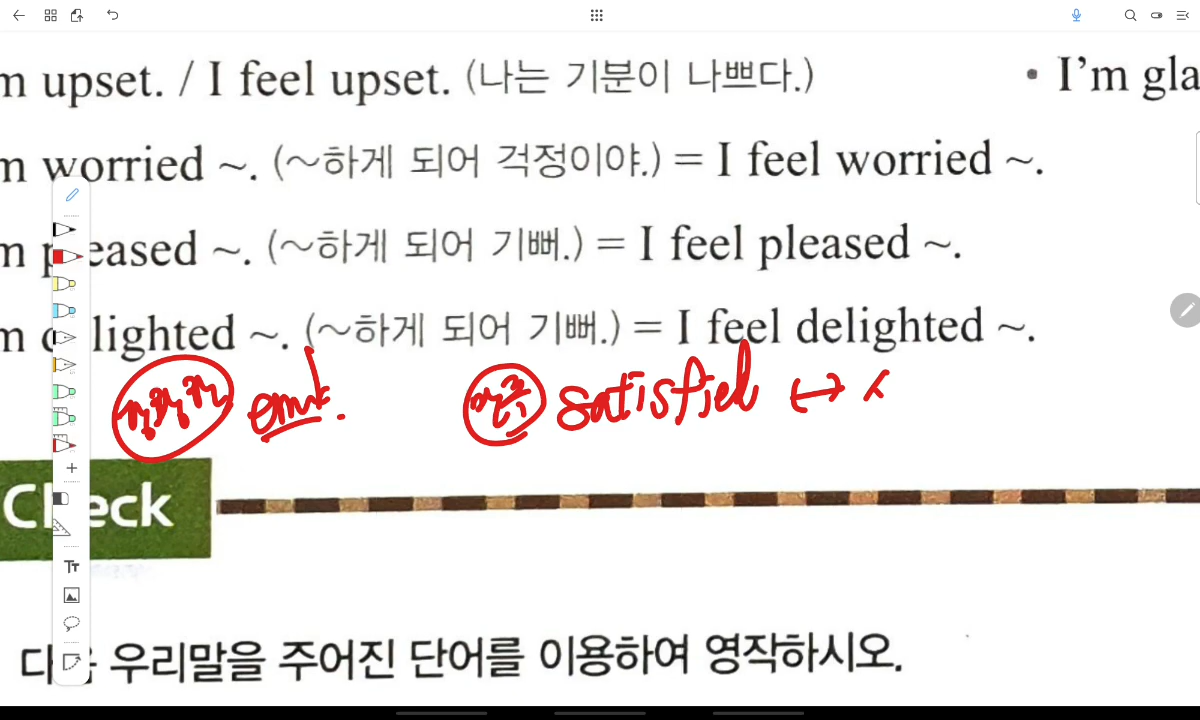 m upset. / I feel upset. (나는 기분이 나쁘다.)
• I'm gla
m worried ~. (~하게 되어 걱정이야.) = I feel worried ~.
m p eased ~. (~하게 되어 기뻐.) = I feel pleased ~.
m lighted ~. (~하게 되어 기뻐.) = I feel delighted ~.
satisfied ↔
Check
Tт
다음 우리말을 주어진 단어를 이용하여 영작하시오.